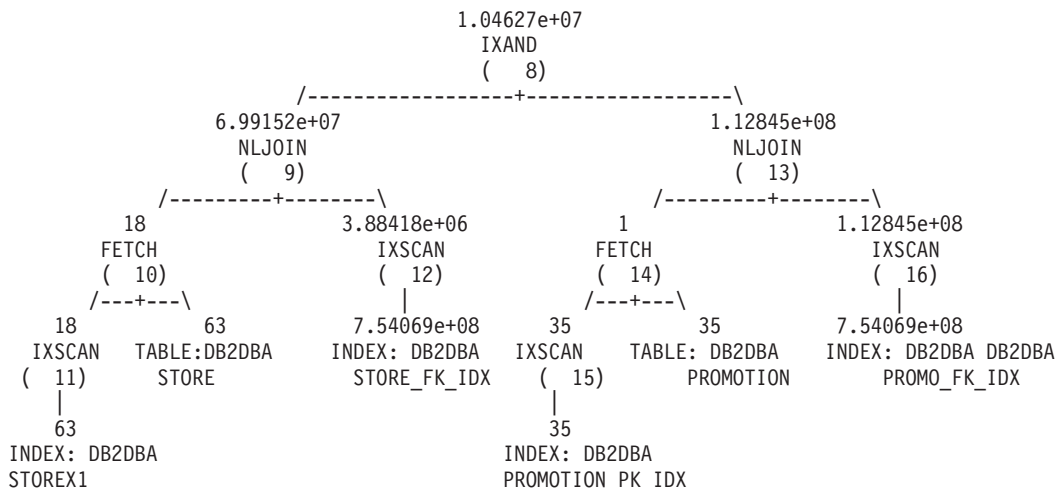 1.04627e+07
IXAND
( 8)
/------------------+------------------\
6.99152e+07 1.12845e+08
NLJOIN NLJOIN
( 9) ( 13)
/---------+--------\ /---------+--------\
18 3.88418e+06 1 1.12845e+08
FETCH IXSCAN FETCH IXSCAN
( 10) ( 12) ( 14) ( 16)
/---+---\ | /---+---\ |
18 63 7.54069e+08 35 35 7.54069e+08
IXSCAN TABLE:DB2DBA INDEX: DB2DBA IXSCAN TABLE: DB2DBA INDEX: DB2DBA DB2DBA
( 11) STORE STORE_FK_IDX ( 15) PROMOTION PROMO_FK_IDX
| |
63 35
INDEX: DB2DBA INDEX: DB2DBA
STOREX1 PROMOTION PK IDX